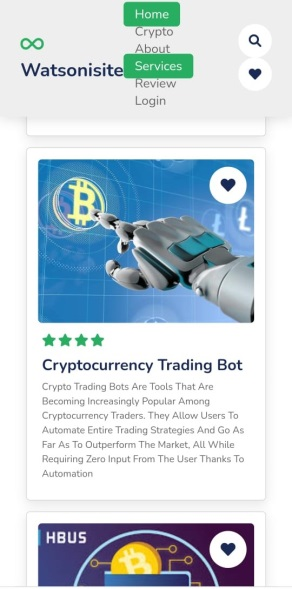 Home
Crypto
About
Watsonisite
Services
Review
Login
Cryptocurrency Trading Bot
Crypto Trading Bots Are Tools That Are
Becoming Increasingly Popular Among
Cryptocurrency Traders. They Allow Users To
Automate Entire Trading Strategies And Go As
Far As To Outperform The Market, All While
Requiring Zero Input From The User Thanks To
Automation
HBUS